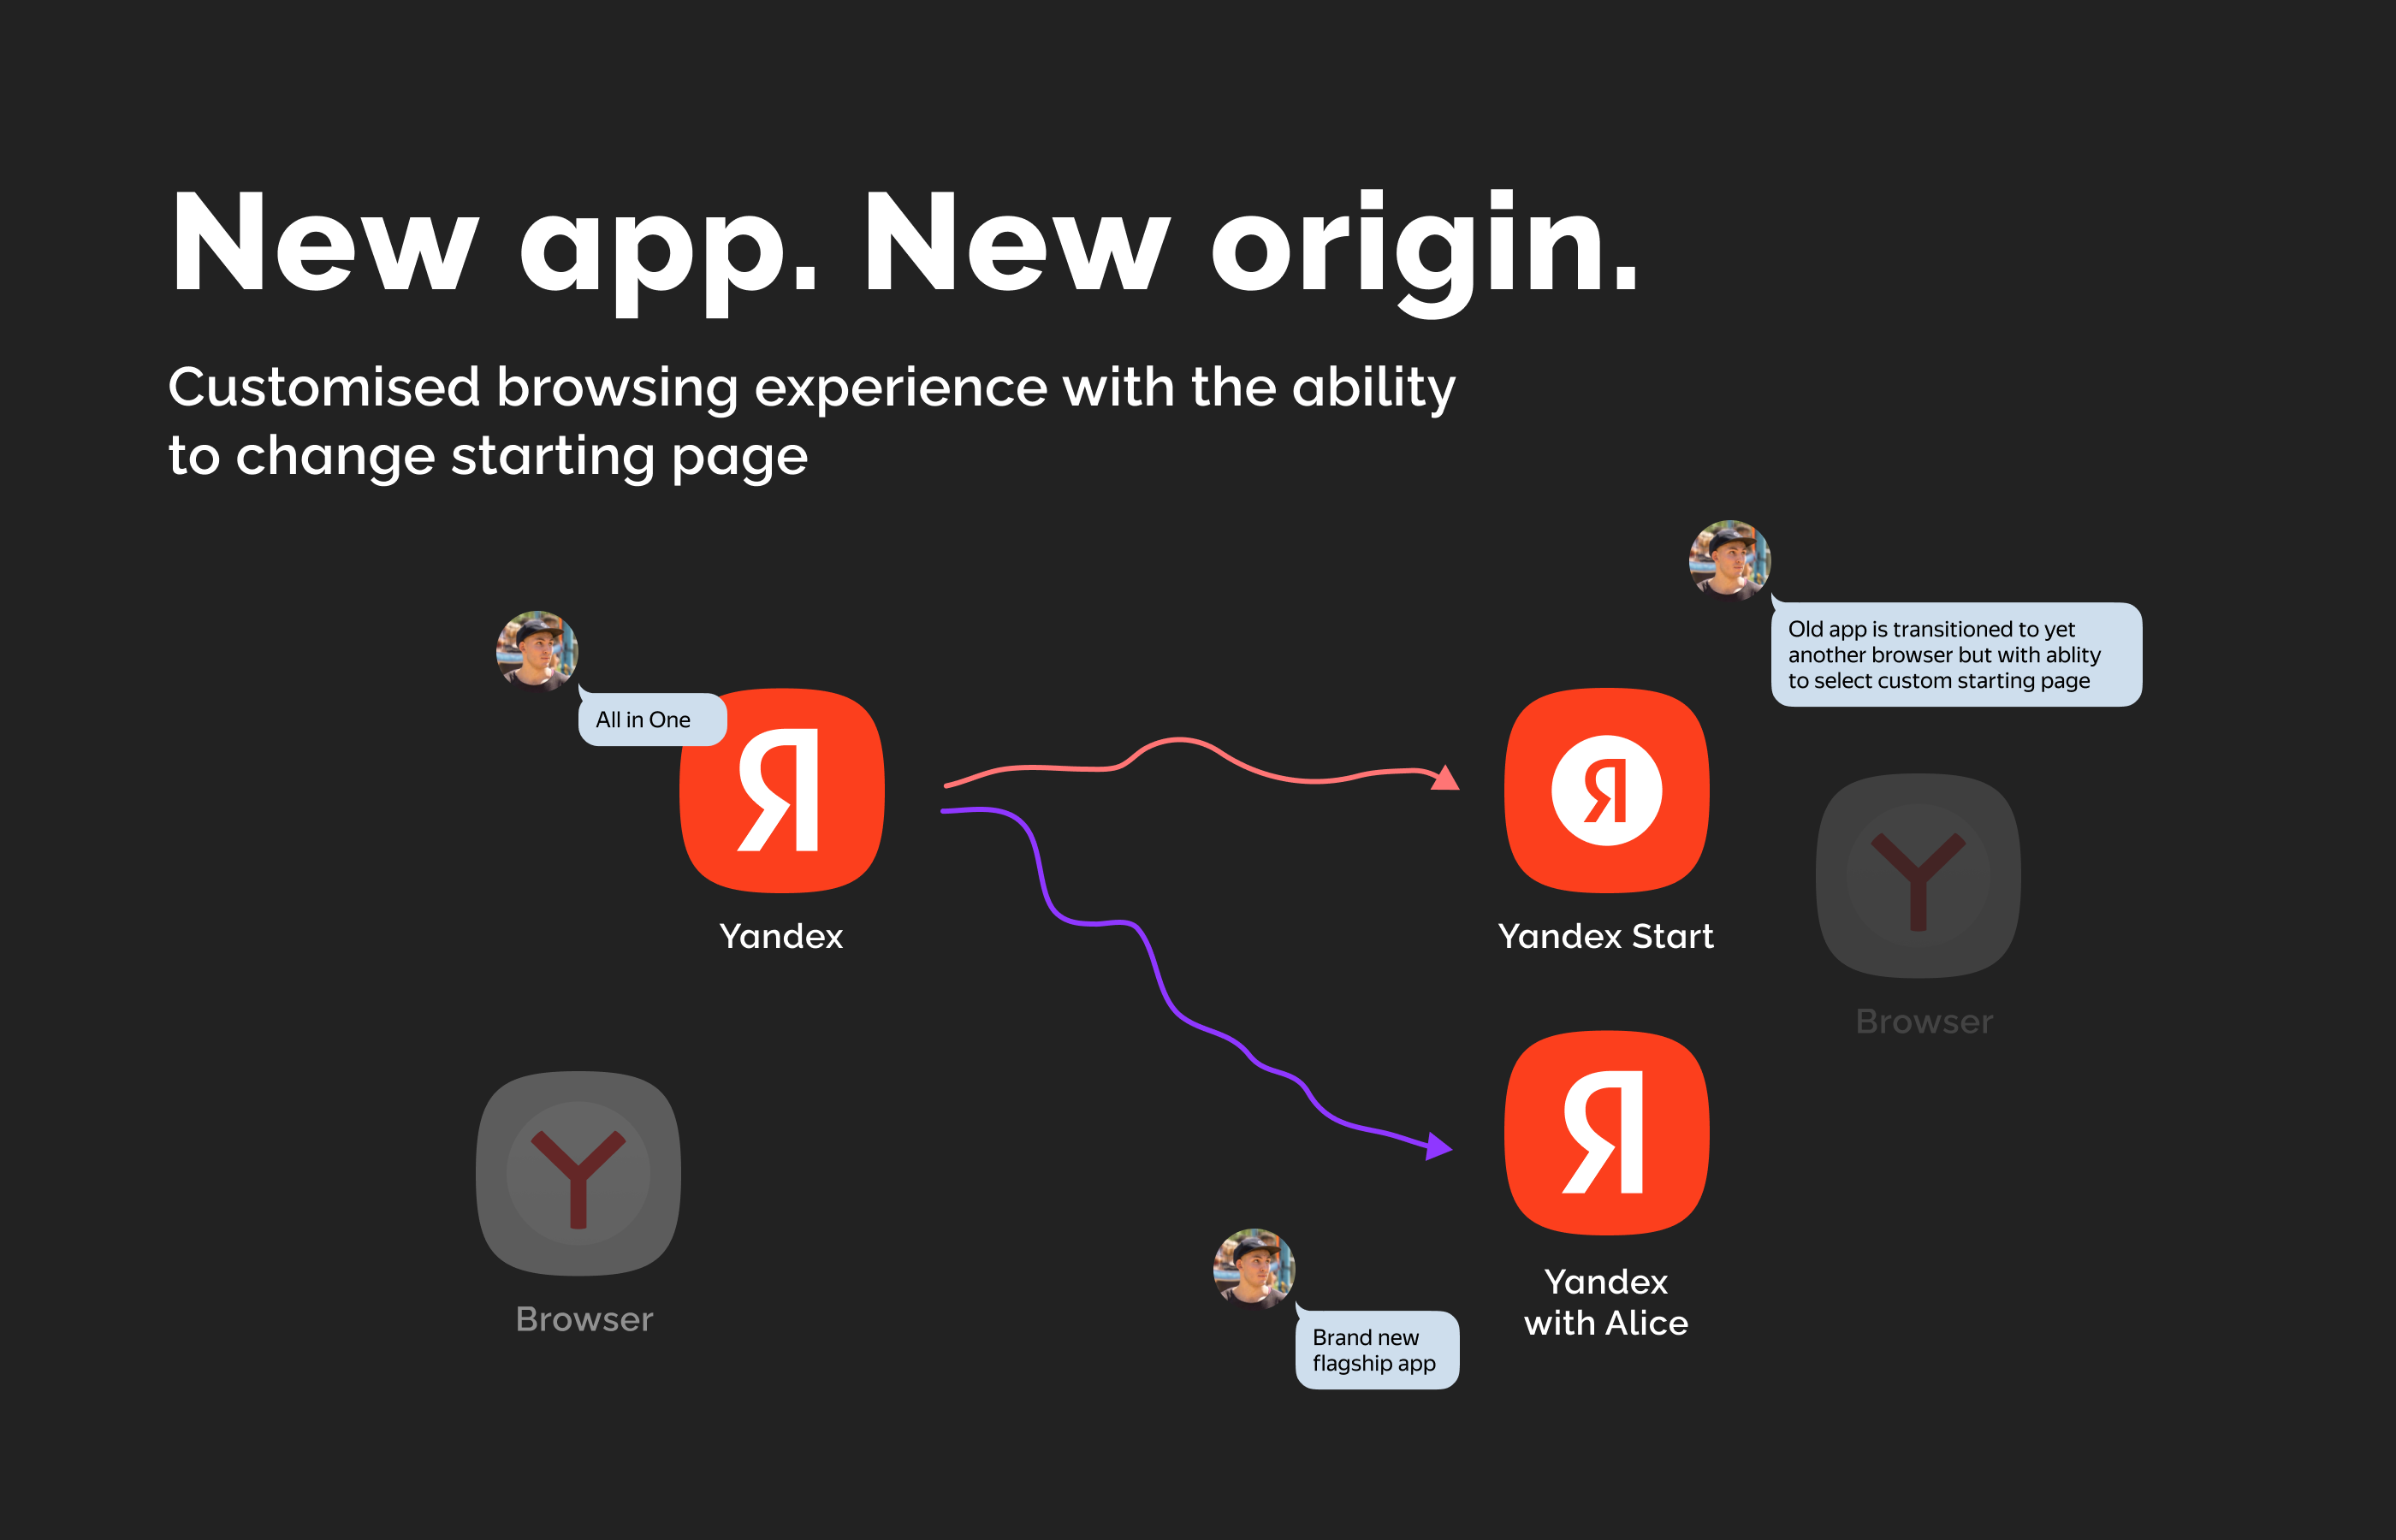 New app. New origin.
Customised browsing experience with the ability
to change starting page
Old app is transitioned to yet
another browser but with ablity
to select custom starting page
All in One
Я
Я
Yandex
Yandex Start
Y
Browser
Y
Browser
Я
Yandex
with Alice
Brand new
flagship app